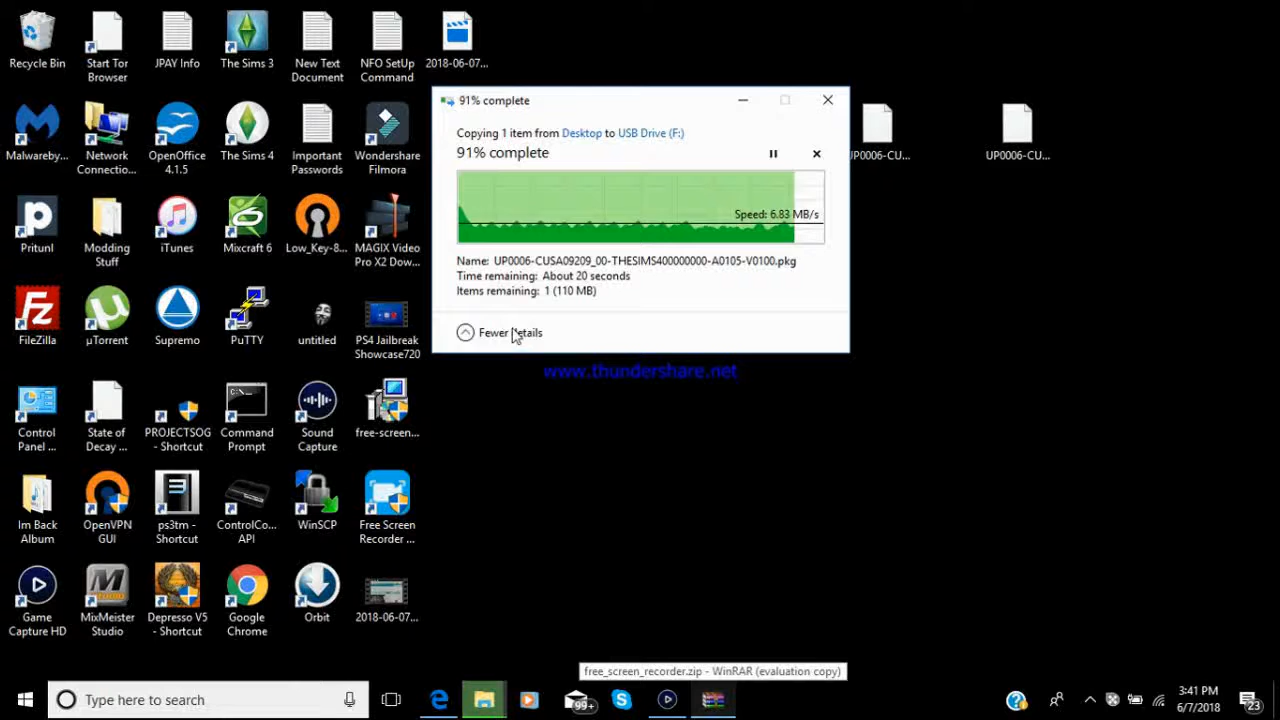 Recycle Bin
Start Tor
Browser
JPAY Info
The Sims 3
New Text
Document
NFO SetUp
Command
2018-06-07...
Malwareby...
Network
Connectio...
OpenOffice
4.1.5
The Sims 4
Important
Passwords
Wondershare
Filmora
Pritunl
Modding
Stuff
iTunes
Mixcraft 6
Low_Key-8...
MAGIX Video
Pro X2 Dow...
FileZilla
µTorrent
Supremo
PuTTY
untitled
PS4 Jailbreak
Showcase720
Control
Panel ...
State of
Decay ...
PROJECTSOG
- Shortcut
Command
Prompt
Sound
Capture
free-screen...
Im Back
Album
OpenVPN
GUI
ps3tm -
Shortcut
ControlCo...
API
WinSCP
Free Screen
Recorder ...
Game
Capture HD
MixMeister
Studio
Depresso V5
- Shortcut
Google
Chrome
Orbit
2018-06-07...
91% complete
Copying 1 item from Desktop to USB Drive (F:)
91% complete
Speed: 6.83 MB/s
Name: UP0006-CUSA09209_00-THESIMS400000000-A0105-V0100.pkg
Time remaining: About 20 seconds
Items remaining: 1 (110 MB)
Fewer details
UP0006-CU...
UP0006-CU...
www.thundershare.net
free_screen_recorder.zip - WinRAR (evaluation copy)
Type here to search
99+
3:41 PM
6/7/2018
23